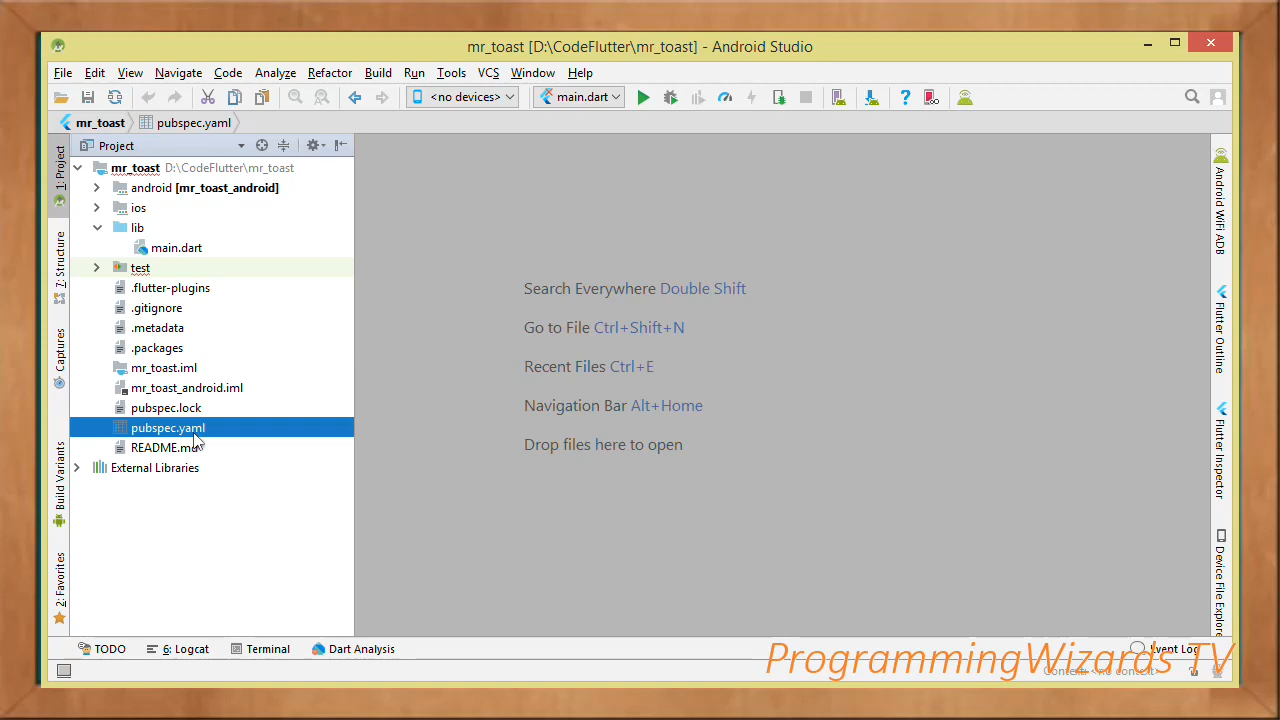 mr_toast [D:\CodeFlutter\mr_toast] - Android Studio
File Edit View Navigate Code Analyze Refactor Build Run Tools VCS Window Help
<no devices> main.dart
mr_toast pubspec.yaml
Project
mr_toast D:\CodeFlutter\mr_toast
android [mr_toast_android]
ios
lib
main.dart
test
.flutter-plugins
.gitignore
.metadata
.packages
mr_toast.iml
mr_toast_android.iml
pubspec.lock
pubspec.yaml
README.md
External Libraries
1: Project
7: Structure
Captures
Build Variants
2: Favorites
Search Everywhere Double Shift
Go to File Ctrl+Shift+N
Recent Files Ctrl+E
Navigation Bar Alt+Home
Drop files here to open
Android WiFi ADB
Flutter Outline
Flutter Inspector
Device File Explore
TODO 6: Logcat Terminal Dart Analysis Event Log
ProgrammingWizards TV
Context: <no context>